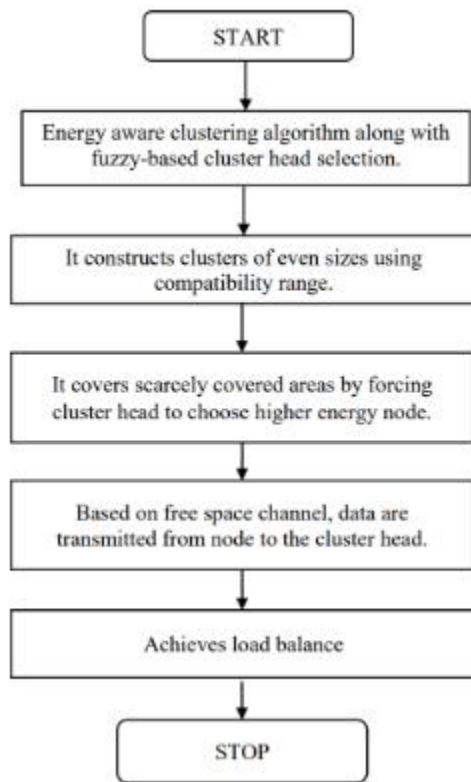 START
Energy aware clustering algorithm along with
fuzzy-based cluster head selection.
It constructs clusters of even sizes using
compatibility range.
It covers scarcely covered areas by forcing
cluster head to choose higher energy node.
Based on free space channel, data are
transmitted from node to the cluster head.
Achieves load balance
STOP